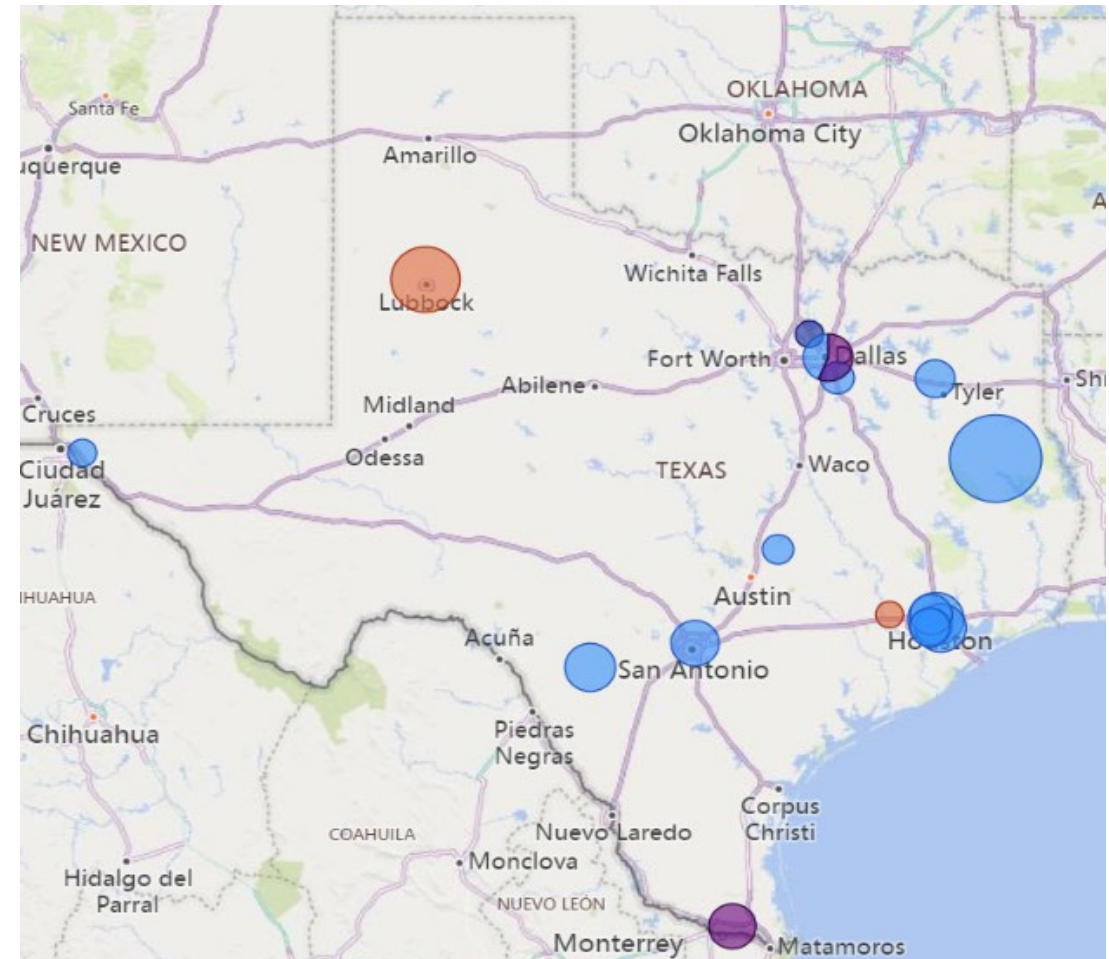 OKLAHOMA
Santa Fe
Oklahoma City
Amarillo
uquerque
A
NEW MEXICO
Wichita Falls
Lubbock
Fort Worth
Dallas
Abilene
Tyler
Shr
Midland
Cruces
Odessa
TEXAS
Waco
Ciudad
Juárez
Austin
HUAHUA
Acuña
Houston
San Antonio
Chihuahua
Piedras
Negras
Corpus
Christi
Nuevo Laredo
COAHUILA
Monclova
Hidalgo del
Parral
NUEVO LEÓN
Monterrey
Matamoros